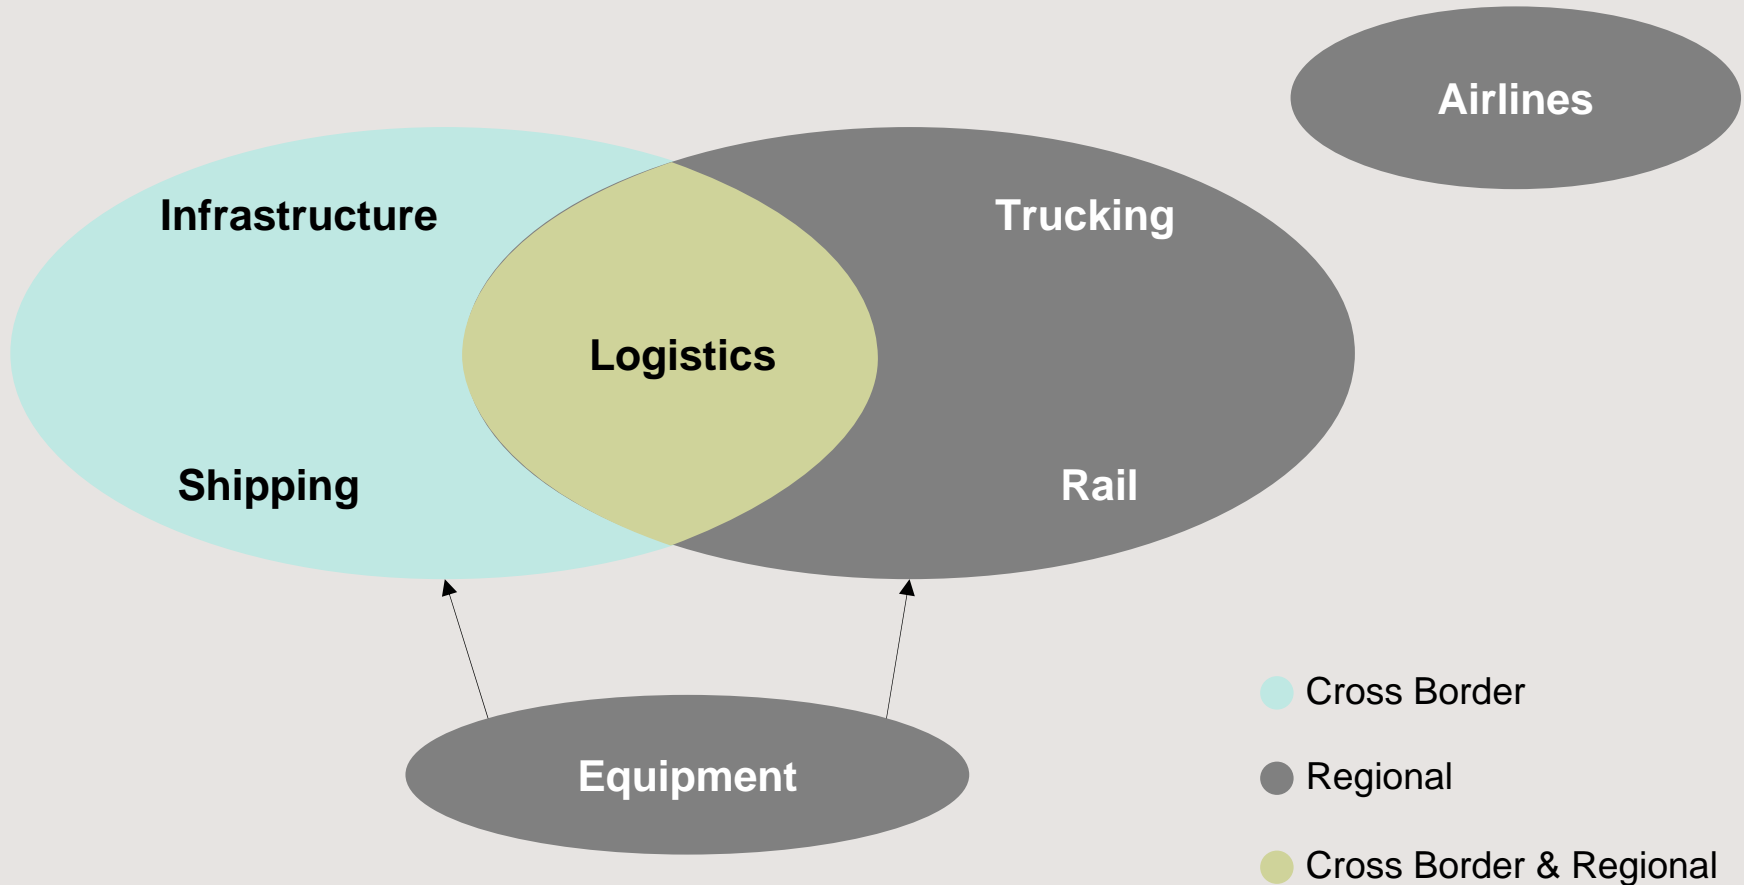 Airlines
Infrastructure
Trucking
Logistics
Shipping
Rail
Equipment
Cross Border
Regional
Cross Border & Regional